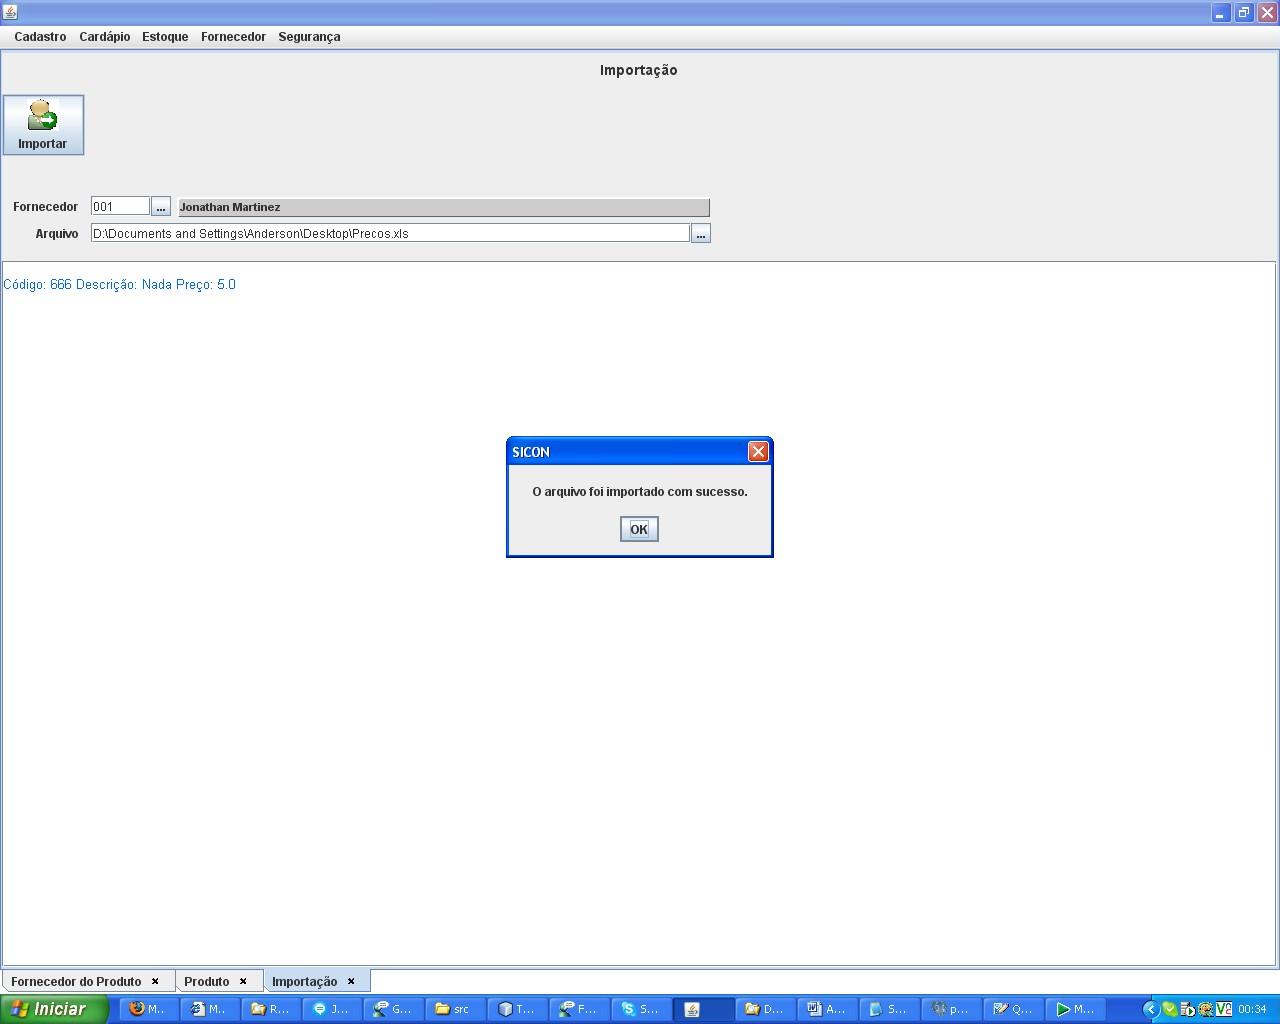 Cadastro Cardápio Estoque Fornecedor Segurança
Importação
Importar
Fornecedor 001 ... Jonathan Martinez
Arquivo D:\Documents and Settings\Anderson\Desktop\Precos.xls ...
Código: 666 Descrição: Nada Preço: 5.0
SICON
O arquivo foi importado com sucesso.
OK
Fornecedor do Produto × Produto × Importação ×
Iniciar M... M... R... J... G... src T... F... S... D... A... S... p... Q... M... 00:34